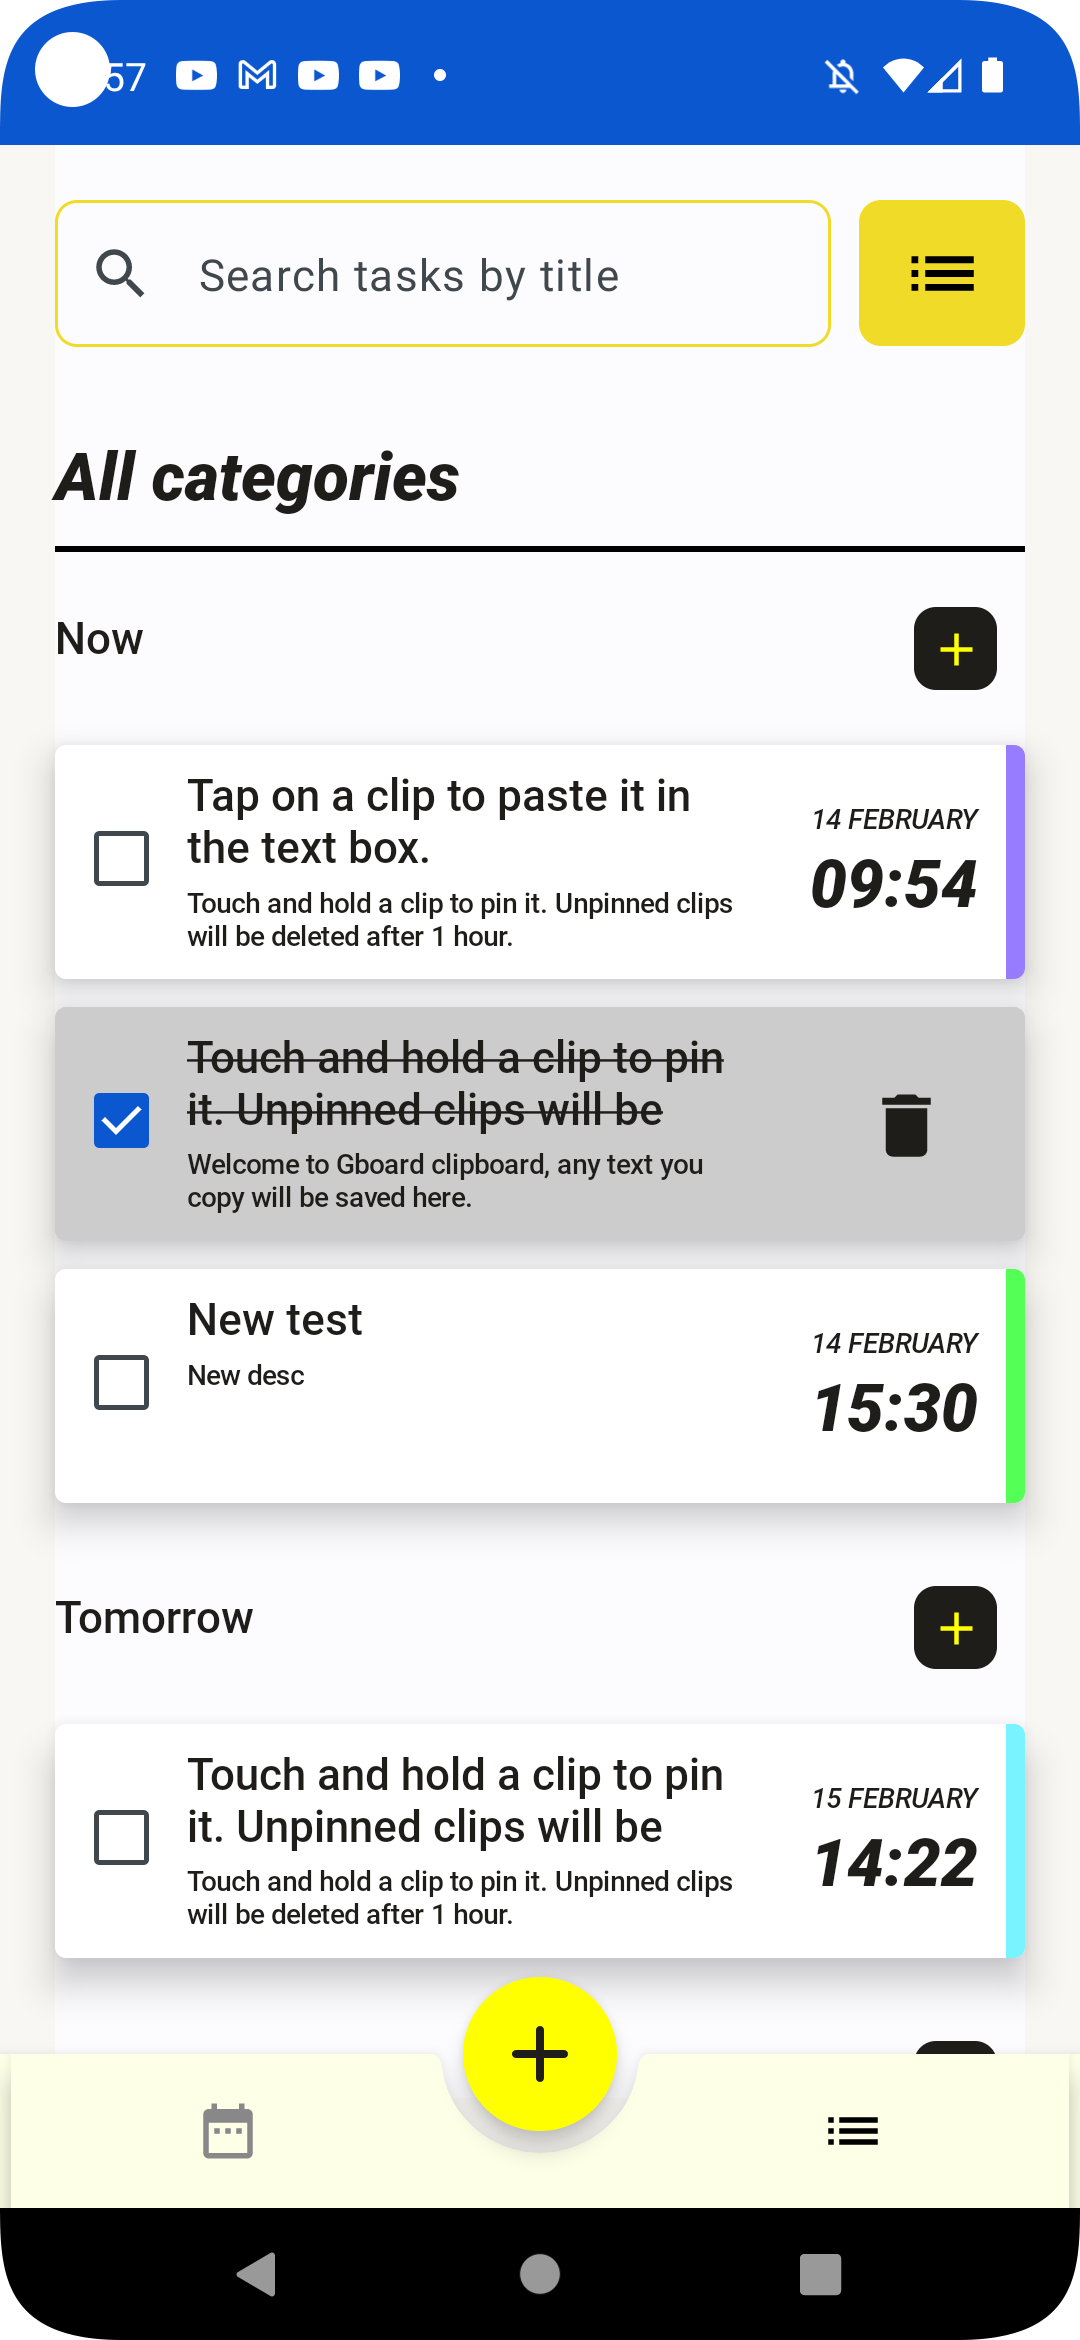 57
Search tasks by title
All categories
Now
Tap on a clip to paste it in
the text box.
Touch and hold a clip to pin it. Unpinned clips
will be deleted after 1 hour.
14 FEBRUARY
09:54
Touch and hold a clip to pin
it. Unpinned clips will be
Welcome to Gboard clipboard, any text you
copy will be saved here.
New test
New desc
14 FEBRUARY
15:30
Tomorrow
Touch and hold a clip to pin
it. Unpinned clips will be
Touch and hold a clip to pin it. Unpinned clips
will be deleted after 1 hour.
15 FEBRUARY
14:22